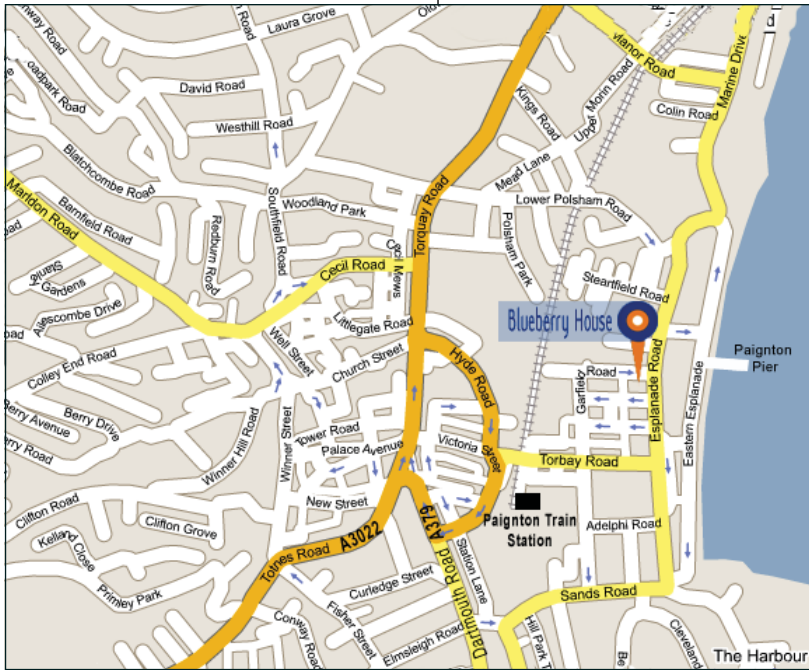 Laura Grove
David Road
Westhill Road
Blatchcombe Road
Barnfield Road
Marldon Road
Redburn Road
Southfield Road
Woodland Park
Cecil Road
Cecil Mews
Torquay Road
Kings Road
Upper Morin Road
Manor Road
Marine Drive
Colin Road
Mead Lane
Lower Polsham Road
Polsham Park
Steartfield Road
Blueberry House
Paignton
Pier
Esplanade Road
Eastern Esplanade
Road
Torbay Road
Adelphi Road
Sands Road
Paignton Train
Station
Hyde Road
Victoria Street
Littlegate Road
Church Street
Well Street
Tower Road
Palace Avenue
New Street
Winner Street
Winner Hill Road
Gardens
Ailescombe Drive
Colley End Road
Berry Avenue
Berry Drive
Clifton Road
Clifton Grove
Kelland Close
Primley Park
Totnes Road
A3022
A379
Dartmouth Road
Station Lane
Curledge Street
Fisher Street
Conway Road
Elmsleigh Road
Hill Park T
Cleveland
The Harbour